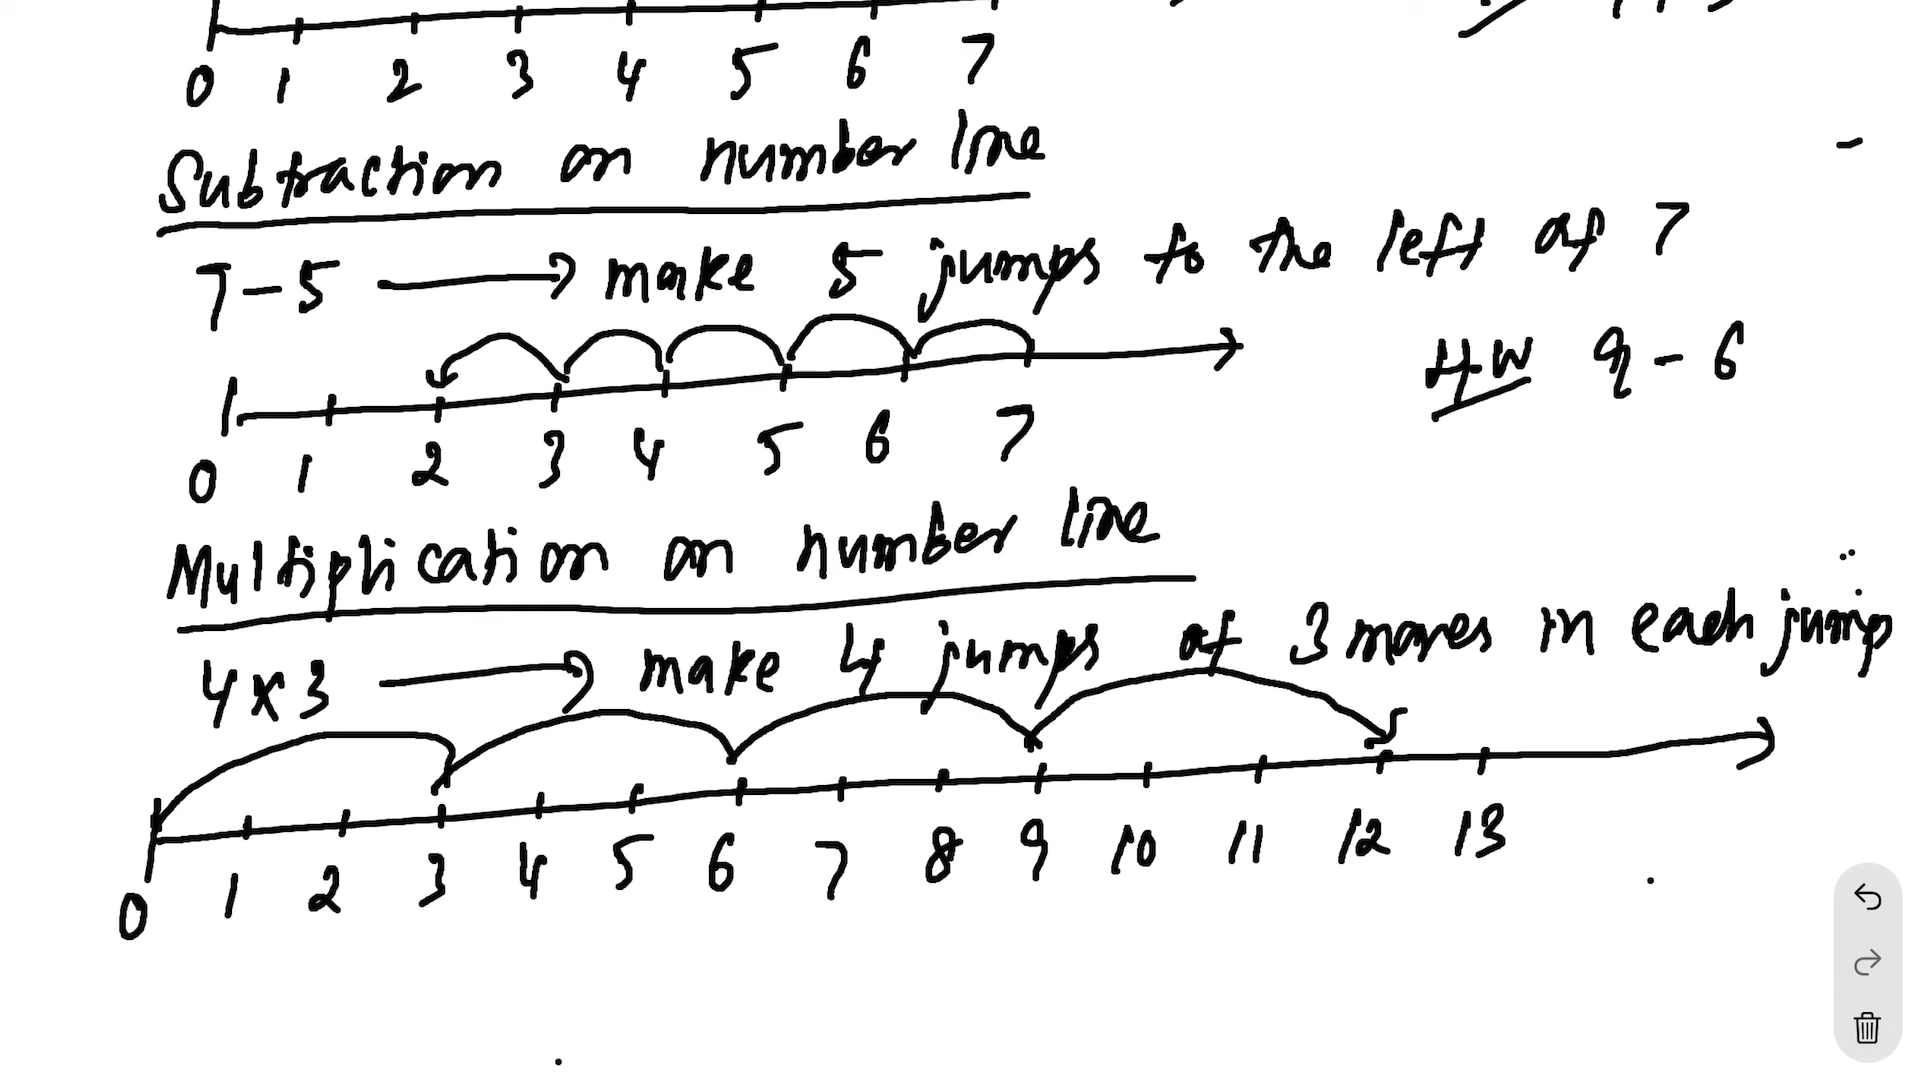 0 1 2 3 4 5 6 7
Subtraction on number line
7-5 → make 5 jumps to the left of 7
H.W 9-6
0 1 2 3 4 5 6 7
Multiplication on number line
4x3 → make 4 jumps of 3 moves in each jump
0 1 2 3 4 5 6 7 8 9 10 11 12 13